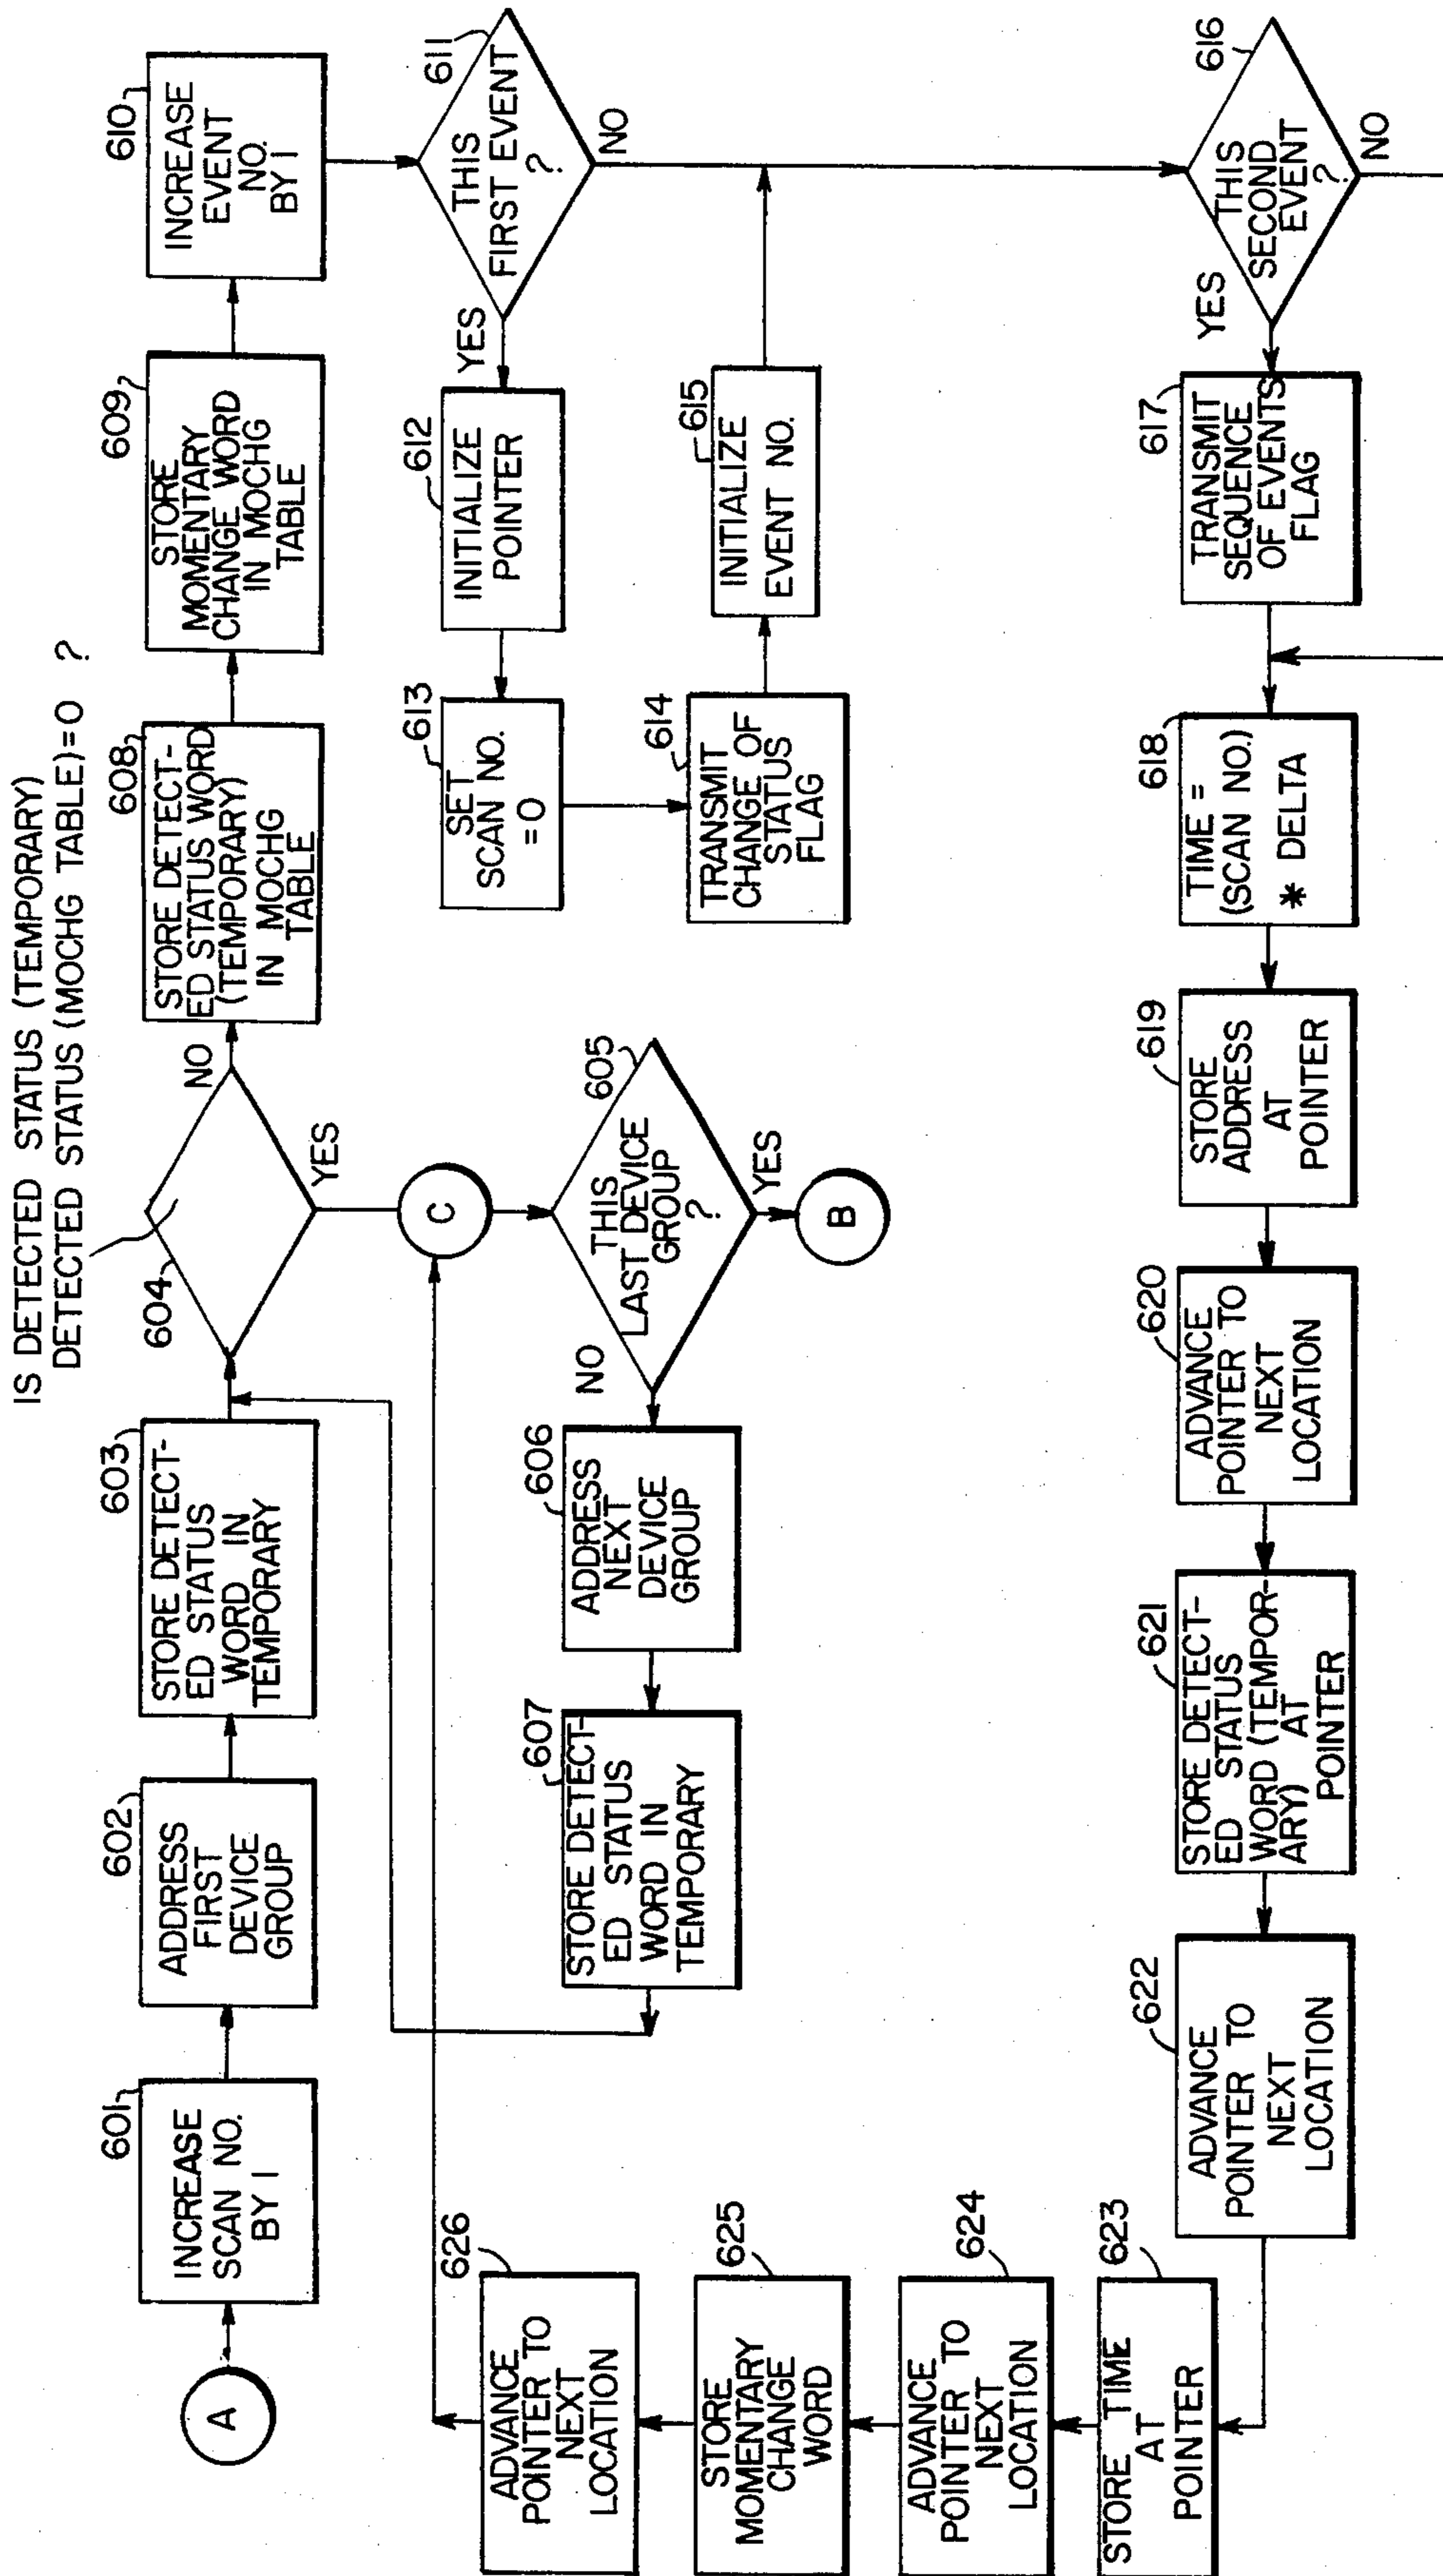 IS DETECTED STATUS (TEMPORARY)
DETECTED STATUS (MOCHG TABLE)=0 ?
A
601
INCREASE
SCAN NO.
BY 1
602
ADDRESS
FIRST
DEVICE
GROUP
603
STORE DETECT-
ED STATUS
WORD IN
TEMPORARY
604
NO
YES
608
STORE DETECT-
ED STATUS WORD
(TEMPORARY)
IN MOCHG
TABLE
609
STORE
MOMENTARY
CHANGE WORD
IN MOCHG
TABLE
610
INCREASE
EVENT
NO.
BY 1
C
605
THIS
LAST DEVICE
GROUP
?
NO
YES
B
606
ADDRESS
NEXT
DEVICE
GROUP
607
STORE DETECT-
ED STATUS
WORD IN
TEMPORARY
611
THIS
FIRST EVENT
?
YES
NO
612
INITIALIZE
POINTER
613
SET
SCAN NO.
=0
614
TRANSMIT
CHANGE OF
STATUS
FLAG
615
INITIALIZE
EVENT NO.
616
THIS
SECOND
EVENT
?
YES
NO
617
TRANSMIT
SEQUENCE
OF EVENTS
FLAG
618
TIME =
(SCAN NO.)
* DELTA
619
STORE
ADDRESS
AT
POINTER
620
ADVANCE
POINTER TO
NEXT
LOCATION
621
STORE DETECT-
ED STATUS
WORD (TEMPOR-
ARY) AT
POINTER
622
ADVANCE
POINTER TO
NEXT
LOCATION
623
STORE TIME
AT
POINTER
624
ADVANCE
POINTER TO
NEXT
LOCATION
625
STORE
MOMENTARY
CHANGE
WORD
626
ADVANCE
POINTER TO
NEXT
LOCATION